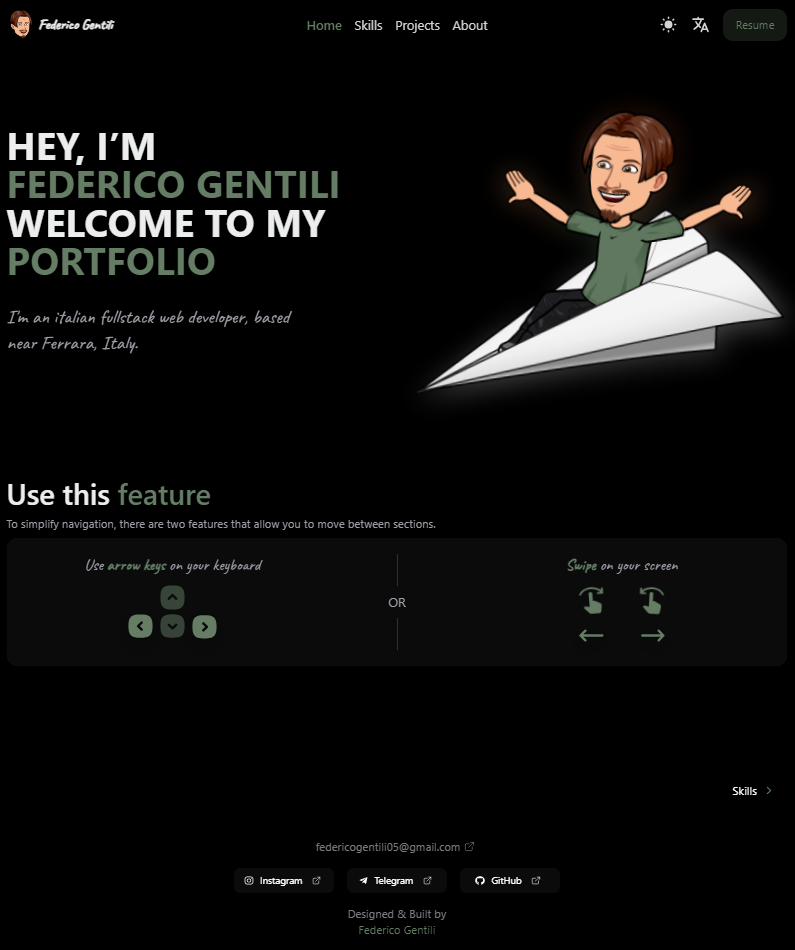 Federico Gentili
Home Skills Projects About
Resume
HEY, I’M
FEDERICO GENTILI
WELCOME TO MY
PORTFOLIO
I'm an italian fullstack web developer, based
near Ferrara, Italy.
Use this feature
To simplify navigation, there are two features that allow you to move between sections.
Use arrow keys on your keyboard
OR
Swipe on your screen
Skills
federicogentili05@gmail.com
Instagram Telegram GitHub
Designed & Built by
Federico Gentili